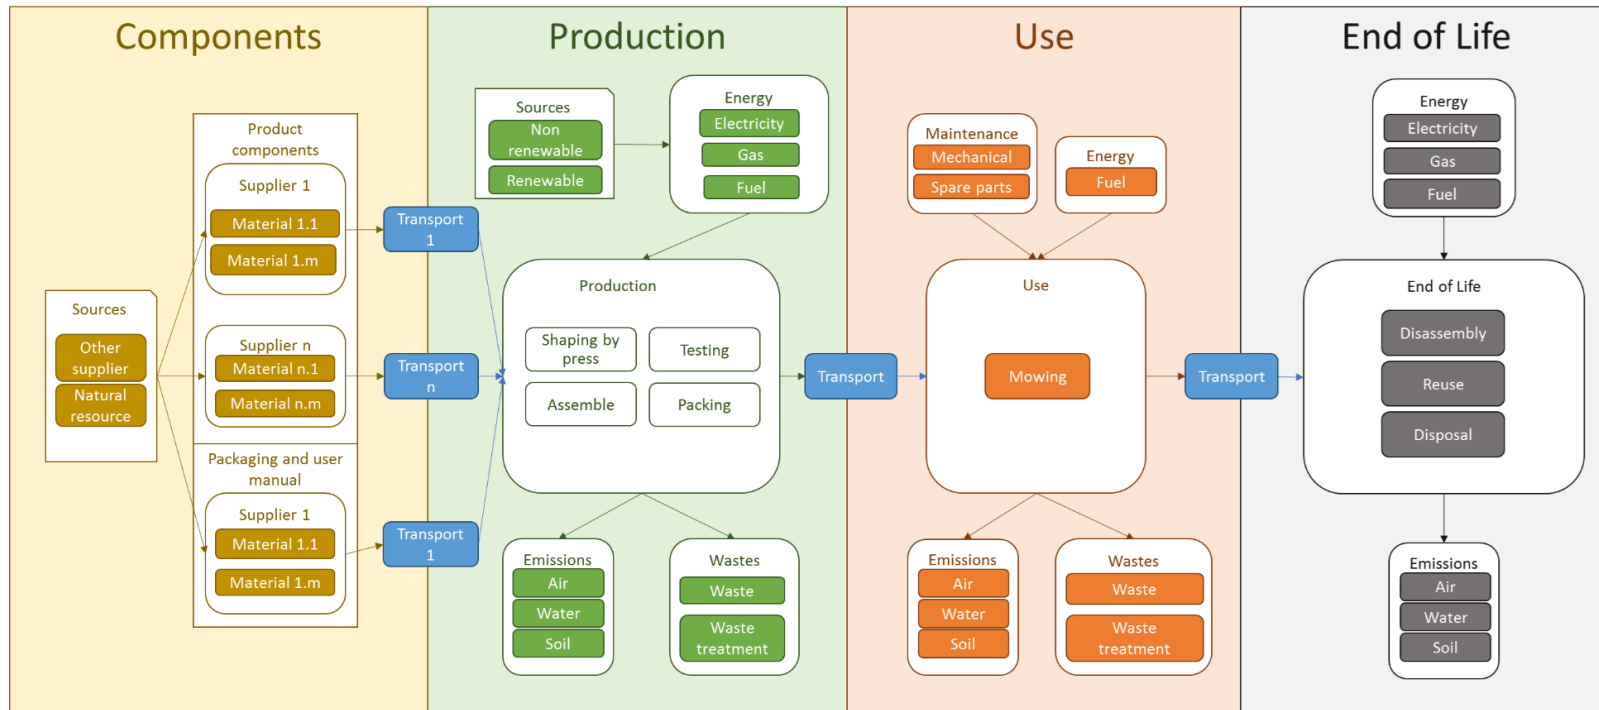 Components
Production
Use
End of Life
Sources
Other
supplier
Natural
resource
Product
components
Supplier 1
Material 1.1
Material 1.m
Supplier n
Material n.1
Material n.m
Packaging and user
manual
Supplier 1
Material 1.1
Material 1.m
Transport
1
Transport
n
Transport
1
Sources
Non
renewable
Renewable
Energy
Electricity
Gas
Fuel
Production
Shaping by
press
Testing
Assemble
Packing
Emissions
Air
Water
Soil
Wastes
Waste
Waste
treatment
Transport
Maintenance
Mechanical
Spare parts
Energy
Fuel
Use
Mowing
Emissions
Air
Water
Soil
Wastes
Waste
Waste
treatment
Transport
Energy
Electricity
Gas
Fuel
End of Life
Disassembly
Reuse
Disposal
Emissions
Air
Water
Soil